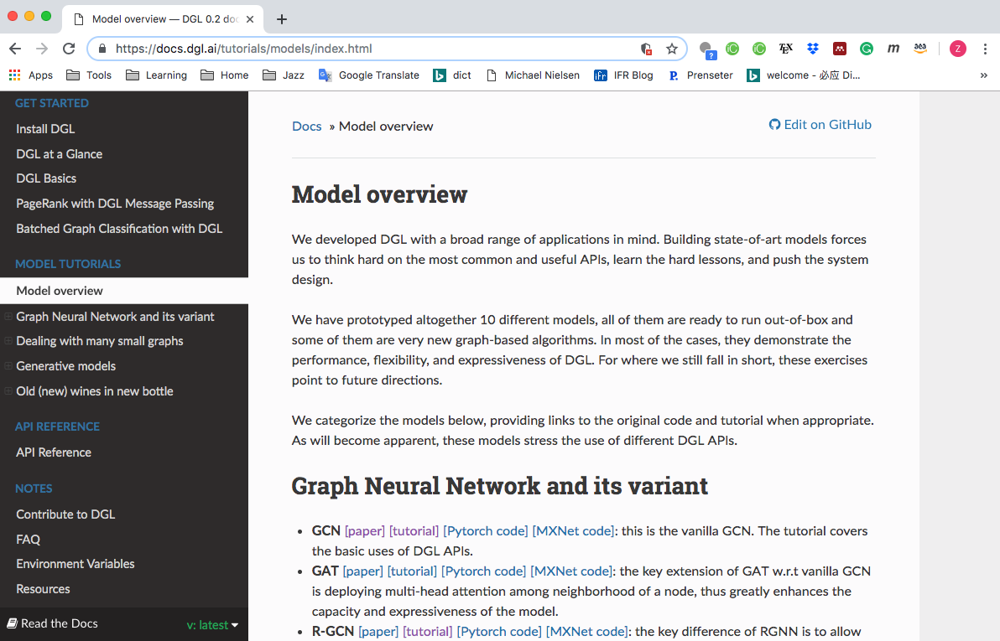 Model overview — DGL 0.2 doc
https://docs.dgl.ai/tutorials/models/index.html
Apps Tools Learning Home Jazz Google Translate dict Michael Nielsen IFR Blog Prenseter welcome - 必应 Di... »
GET STARTED
Install DGL
DGL at a Glance
DGL Basics
PageRank with DGL Message Passing
Batched Graph Classification with DGL
MODEL TUTORIALS
Model overview
Graph Neural Network and its variant
Dealing with many small graphs
Generative models
Old (new) wines in new bottle
API REFERENCE
API Reference
NOTES
Contribute to DGL
FAQ
Environment Variables
Resources
Read the Docs v: latest
Docs » Model overview Edit on GitHub
Model overview
We developed DGL with a broad range of applications in mind. Building state-of-art models forces
us to think hard on the most common and useful APIs, learn the hard lessons, and push the system
design.
We have prototyped altogether 10 different models, all of them are ready to run out-of-box and
some of them are very new graph-based algorithms. In most of the cases, they demonstrate the
performance, flexibility, and expressiveness of DGL. For where we still fall in short, these exercises
point to future directions.
We categorize the models below, providing links to the original code and tutorial when appropriate.
As will become apparent, these models stress the use of different DGL APIs.
Graph Neural Network and its variant
• GCN [paper] [tutorial] [Pytorch code] [MXNet code]: this is the vanilla GCN. The tutorial covers
the basic uses of DGL APIs.
• GAT [paper] [tutorial] [Pytorch code] [MXNet code]: the key extension of GAT w.r.t vanilla GCN
is deploying multi-head attention among neighborhood of a node, thus greatly enhances the
capacity and expressiveness of the model.
• R-GCN [paper] [tutorial] [Pytorch code] [MXNet code]: the key difference of RGNN is to allow